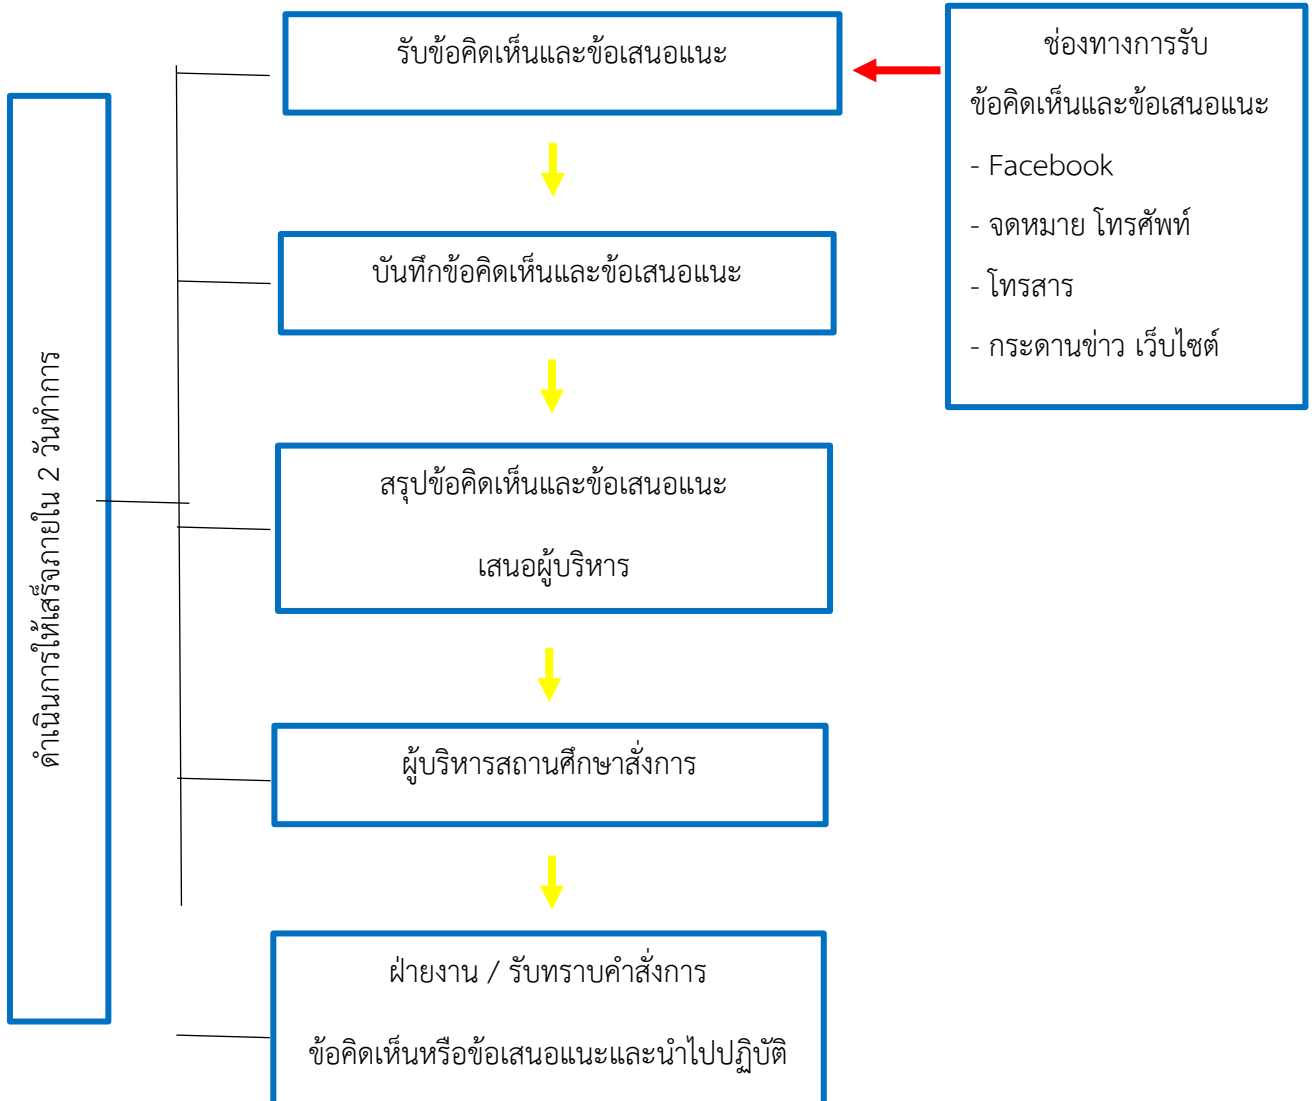 รับข้อคิดเห็นและข้อเสนอแนะ
ช่องทางการรับ
ข้อคิดเห็นและข้อเสนอแนะ
- Facebook
- จดหมาย โทรศัพท์
- โทรสาร
- กระดานข่าว เว็บไซต์
บันทึกข้อคิดเห็นและข้อเสนอแนะ
สรุปข้อคิดเห็นและข้อเสนอแนะ
เสนอผู้บริหาร
ผู้บริหารสถานศึกษาสั่งการ
ฝ่ายงาน / รับทราบคำสั่งการ
ข้อคิดเห็นหรือข้อเสนอแนะและนำไปปฏิบัติ
ดำเนินการให้เสร็จภายใน 2 วันทำการ